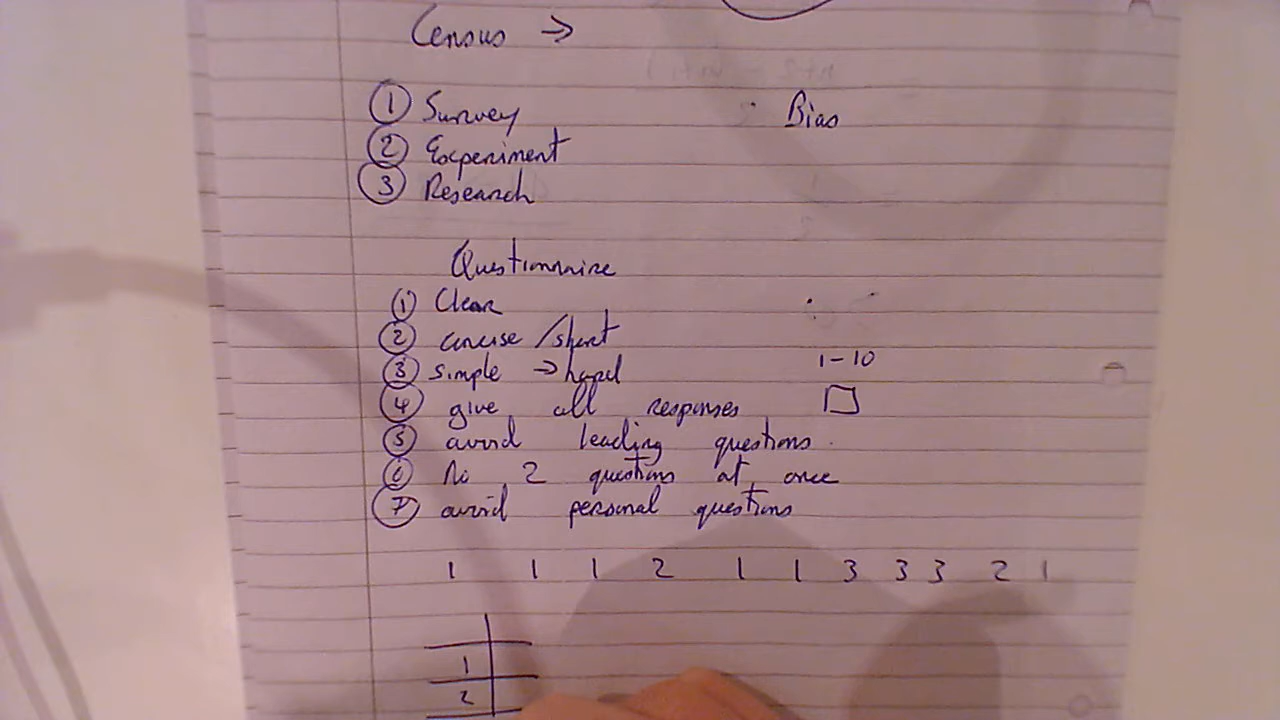 Census →
① Survey Bias
② Experiment
③ Research
Questionnaire
① Clear
② concise / short
③ simple → hard 1-10
④ give all responses
⑤ avoid leading questions.
⑥ No 2 questions at once
⑦ avoid personal questions
1 1 1 2 1 1 3 3 3 2 1
1
2